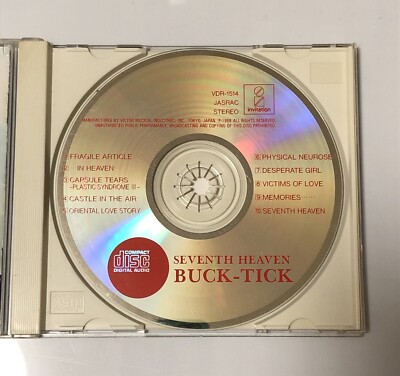 VDR-1514
JASRAC
STEREO
invitation
MANUFACTURED BY VICTOR MUSICAL INDUSTRIES, INC., TOKYO, JAPAN ALL RIGHTS RESERVED.
UNAUTHORIZED PUBLIC PERFORMANCE, BROADCASTING AND COPYING OF THIS DISC PROHIBITED.
① FRAGILE ARTICLE
② IN HEAVEN
③ CAPSULE TEARS
-PLASTIC SYNDROME III-
④ CASTLE IN THE AIR
⑤ ORIENTAL LOVE STORY
⑥ PHYSICAL NEUROSE
⑦ DESPERATE GIRL
⑧ VICTIMS OF LOVE
⑨ MEMORIES……
⑩ SEVENTH HEAVEN
COMPACT
disc
DIGITAL AUDIO
SEVENTH HEAVEN
BUCK-TICK